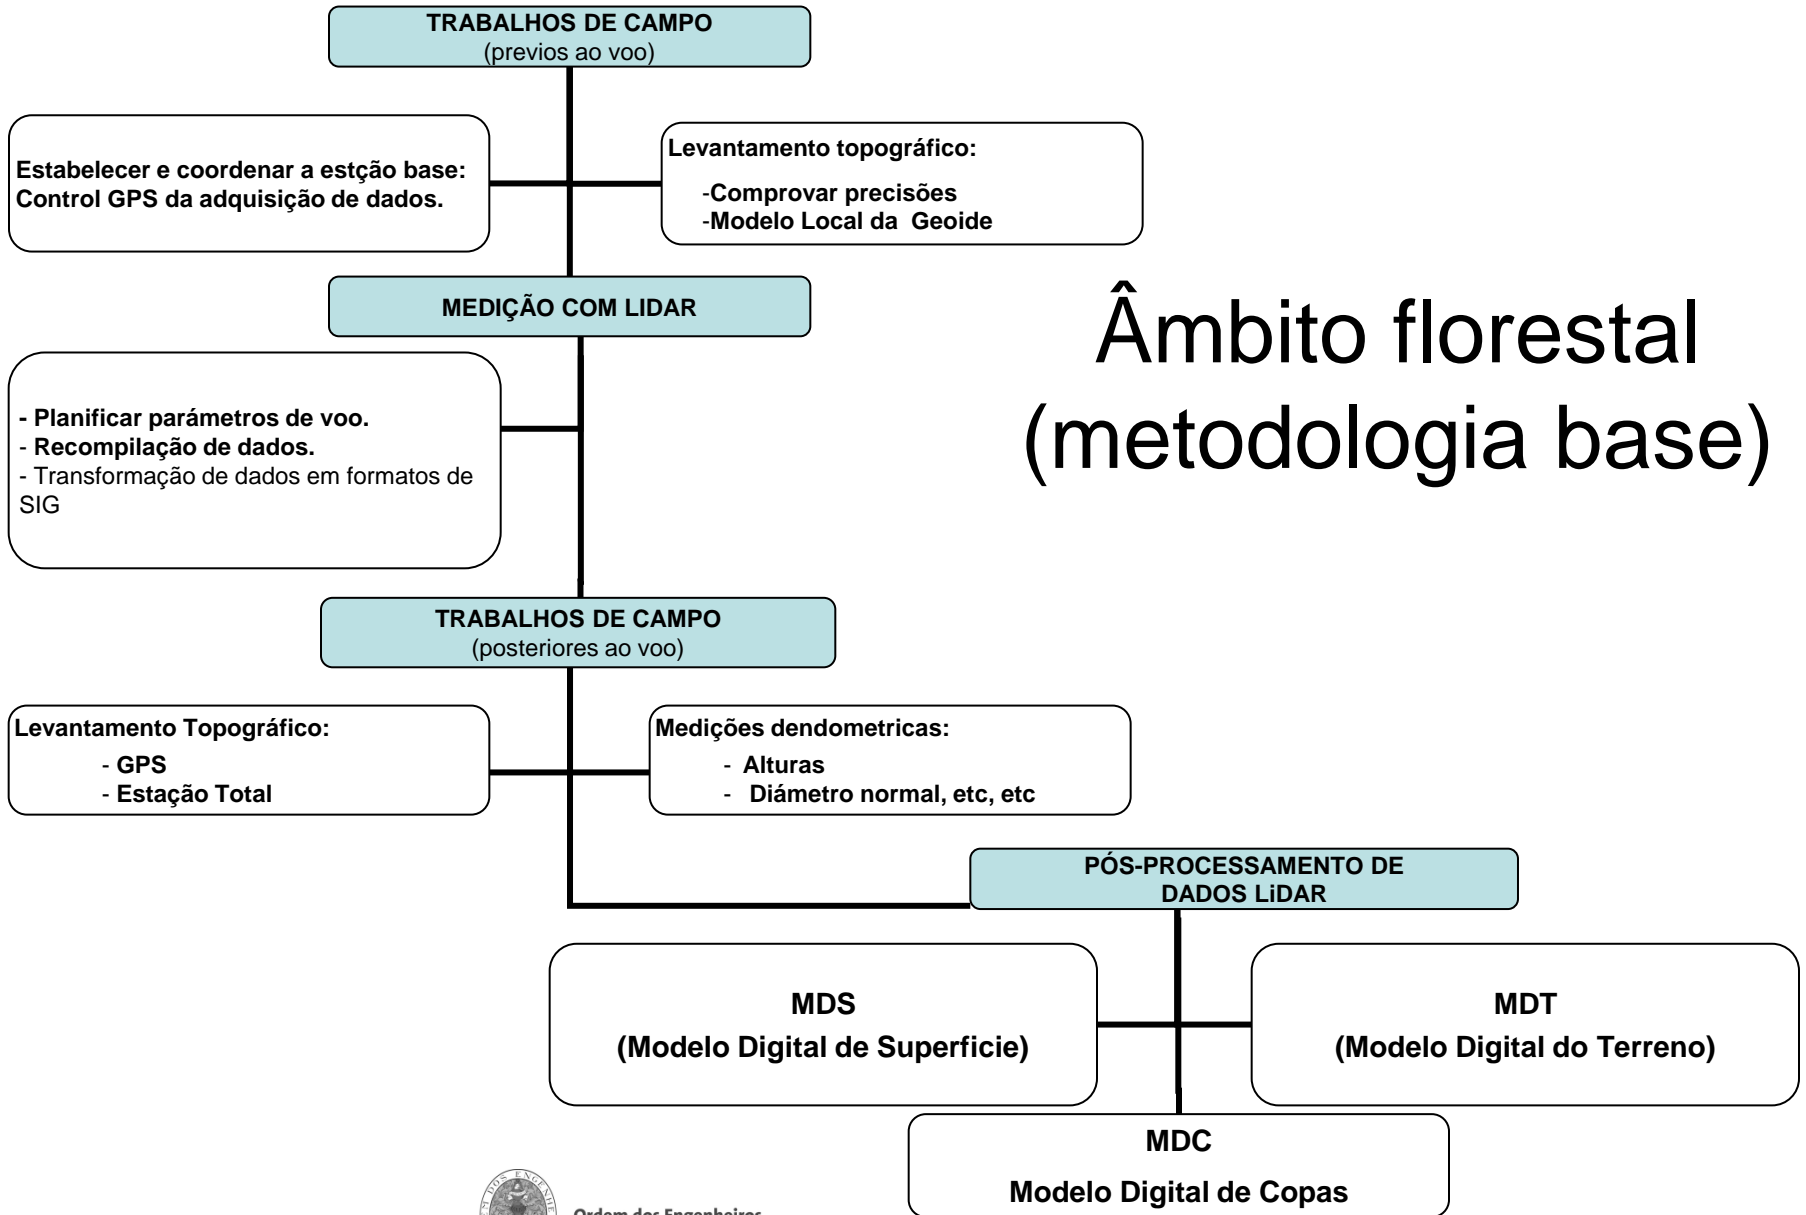 TRABALHOS DE CAMPO
(previos ao voo)
Estabelecer e coordenar a estção base:
Control GPS da adquisição de dados.
Levantamento topográfico:
-Comprovar precisões
-Modelo Local da Geoide
MEDIÇÃO COM LIDAR
Âmbito florestal
(metodologia base)
- Planificar parámetros de voo.
- Recompilação de dados.
- Transformação de dados em formatos de
SIG
TRABALHOS DE CAMPO
(posteriores ao voo)
Levantamento Topográfico:
- GPS
- Estação Total
Medições dendometricas:
- Alturas
- Diámetro normal, etc, etc
PÓS-PROCESSAMENTO DE
DADOS LiDAR
MDS
(Modelo Digital de Superficie)
MDT
(Modelo Digital do Terreno)
MDC
Modelo Digital de Copas
Ordem dos Engenheiros